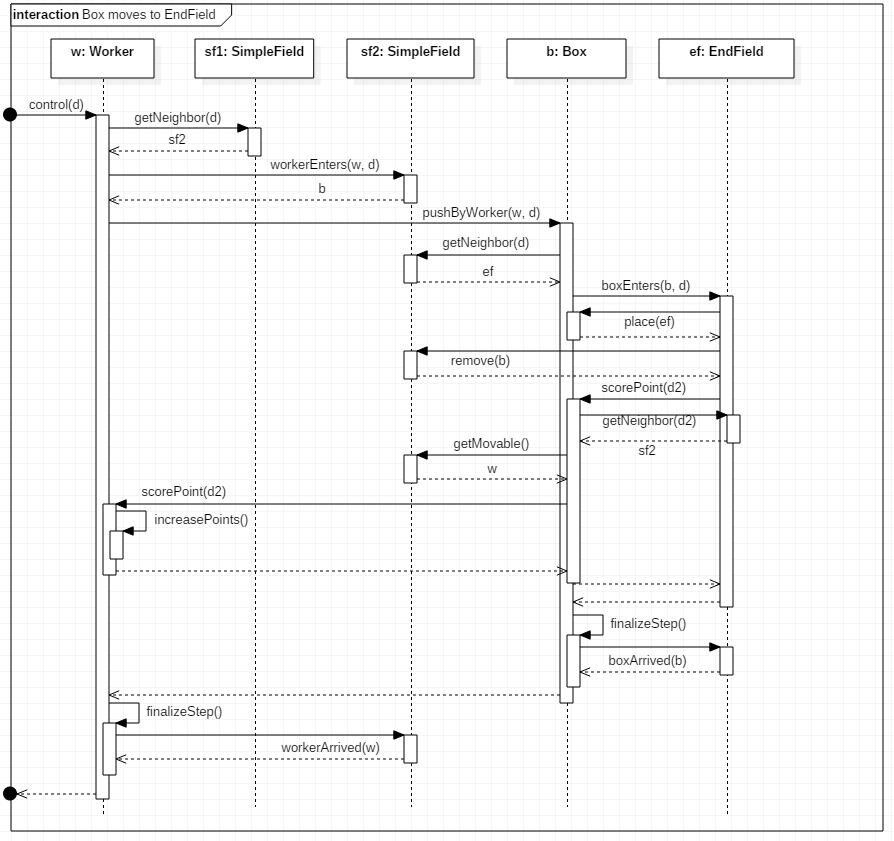 interaction Box moves to EndField
w: Worker
sf1: SimpleField
sf2: SimpleField
b: Box
ef: EndField
control(d)
getNeighbor(d)
sf2
workerEnters(w, d)
b
pushByWorker(w, d)
getNeighbor(d)
ef
boxEnters(b, d)
place(ef)
remove(b)
scorePoint(d2)
getNeighbor(d2)
sf2
getMovable()
w
scorePoint(d2)
increasePoints()
finalizeStep()
boxArrived(b)
finalizeStep()
workerArrived(w)